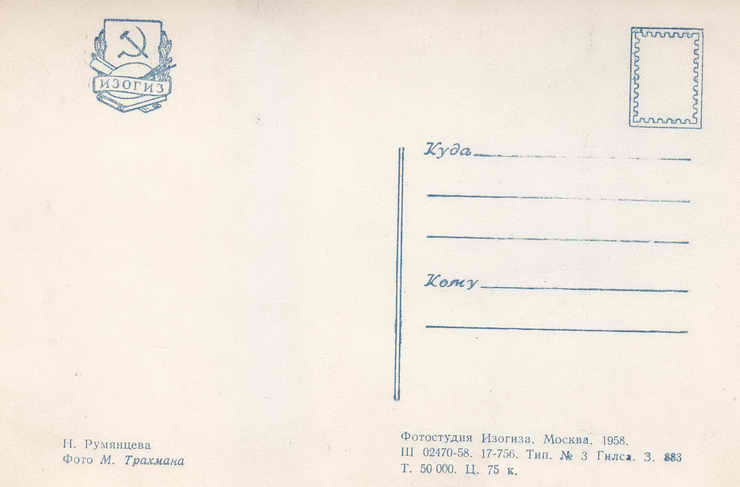 ИЗОГИЗ
Куда
Кому
Н. Румянцева
Фото М. Трахмана
Фотостудия Изогиза. Москва. 1958.
Ш 02470-58. 17-756. Тип. № 3 Гилса. З. 883
Т. 50 000. Ц. 75 к.